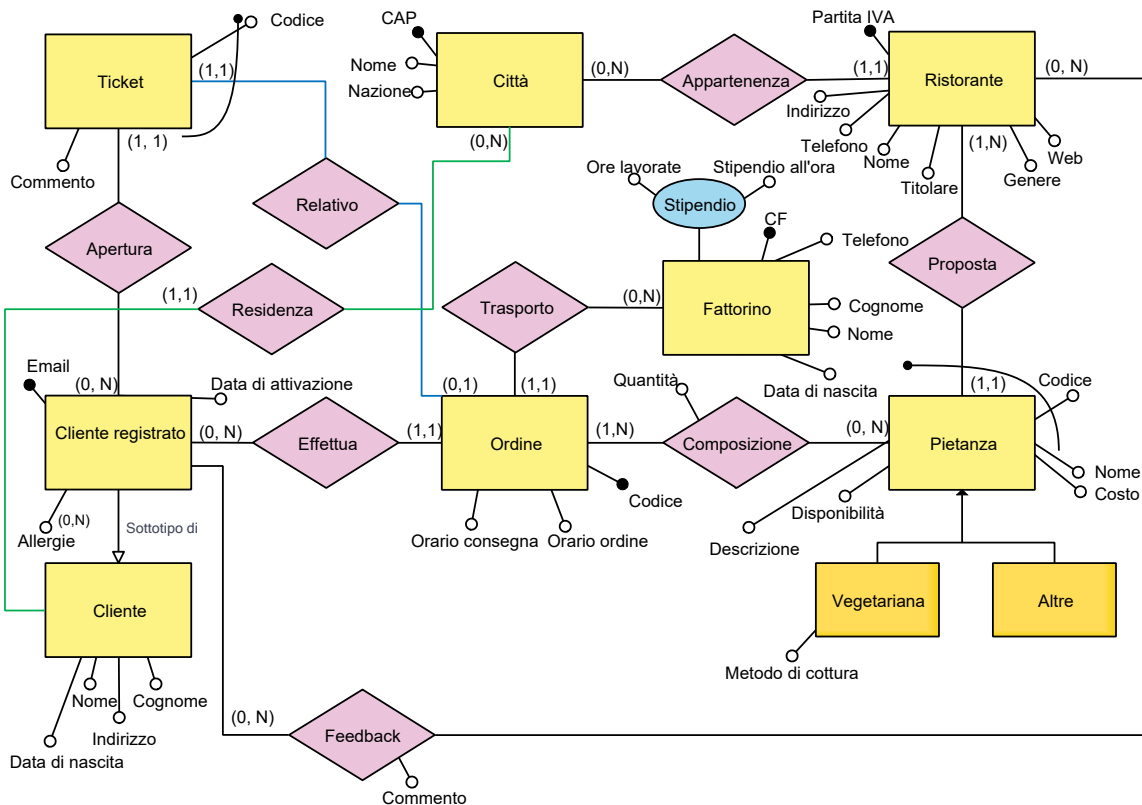 Codice
Ticket
(1,1)
(1, 1)
Commento
CAP
Nome
Nazione
Città
(0,N)
(0,N)
Appartenenza
Partita IVA
(1,1)
Ristorante
(0, N)
Indirizzo
Telefono
Nome
Titolare
(1,N)
Genere
Web
Relativo
Apertura
Ore lavorate
Stipendio all'ora
Stipendio
CF
Telefono
Proposta
(1,1)
Residenza
Trasporto
(0,N)
Fattorino
Cognome
Nome
Data di nascita
Email
(0, N)
Data di attivazione
(0,1)
(1,1)
Quantità
(1,1)
Codice
Cliente registrato
(0, N)
Effettua
(1,1)
Ordine
(1,N)
Composizione
(0, N)
Pietanza
Nome
Costo
Codice
(0,N)
Allergie
Sottotipo di
Orario consegna
Orario ordine
Disponibilità
Descrizione
Cliente
Vegetariana
Altre
Metodo di cottura
Nome
Cognome
Indirizzo
Data di nascita
(0, N)
Feedback
Commento